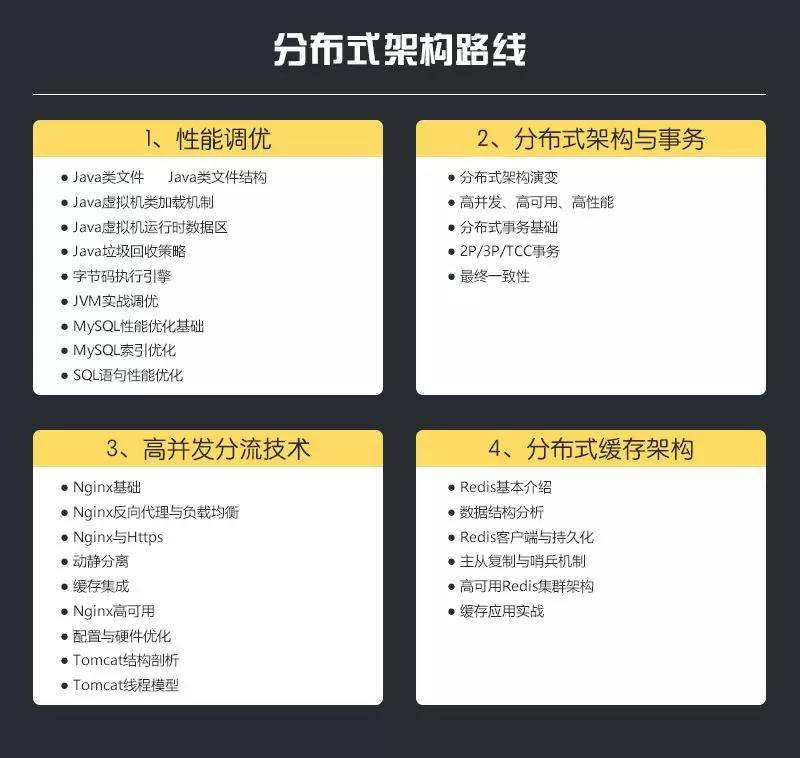 分布式架构路线
1、性能调优
● Java类文件 Java类文件结构
● Java虚拟机类加载机制
● Java虚拟机运行时数据区
● Java垃圾回收策略
● 字节码执行引擎
● JVM实战调优
● MySQL性能优化基础
● MySQL索引优化
● SQL语句性能优化
2、分布式架构与事务
● 分布式架构演变
● 高并发、高可用、高性能
● 分布式事务基础
● 2P/3P/TCC事务
● 最终一致性
3、高并发分流技术
● Nginx基础
● Nginx反向代理与负载均衡
● Nginx与Https
● 动静分离
● 缓存集成
● Nginx高可用
● 配置与硬件优化
● Tomcat结构剖析
● Tomcat线程模型
4、分布式缓存架构
● Redis基本介绍
● 数据结构分析
● Redis客户端与持久化
● 主从复制与哨兵机制
● 高可用Redis集群架构
● 缓存应用实战